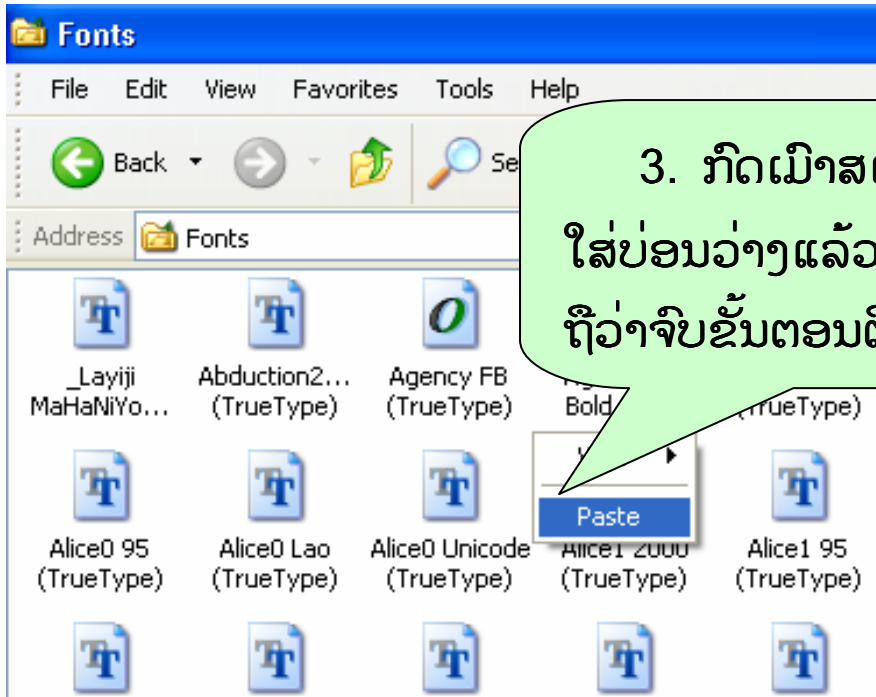 Fonts
File Edit View Favorites Tools Help
Back
Address Fonts
3. ກົດເມົາສ
ໃສ່ບ່ອນວ່າງແລ້ວ
ຖືວ່າຈົບຂັ້ນຕອນ
_Layiji Abduction2... Agency FB
MaHaNiYo... (TrueType) (TrueType) Bold (TrueType)
Paste
Alice0 95 Alice0 Lao Alice0 Unicode Alice1 2000 Alice1 95
(TrueType) (TrueType) (TrueType) (TrueType) (TrueType)